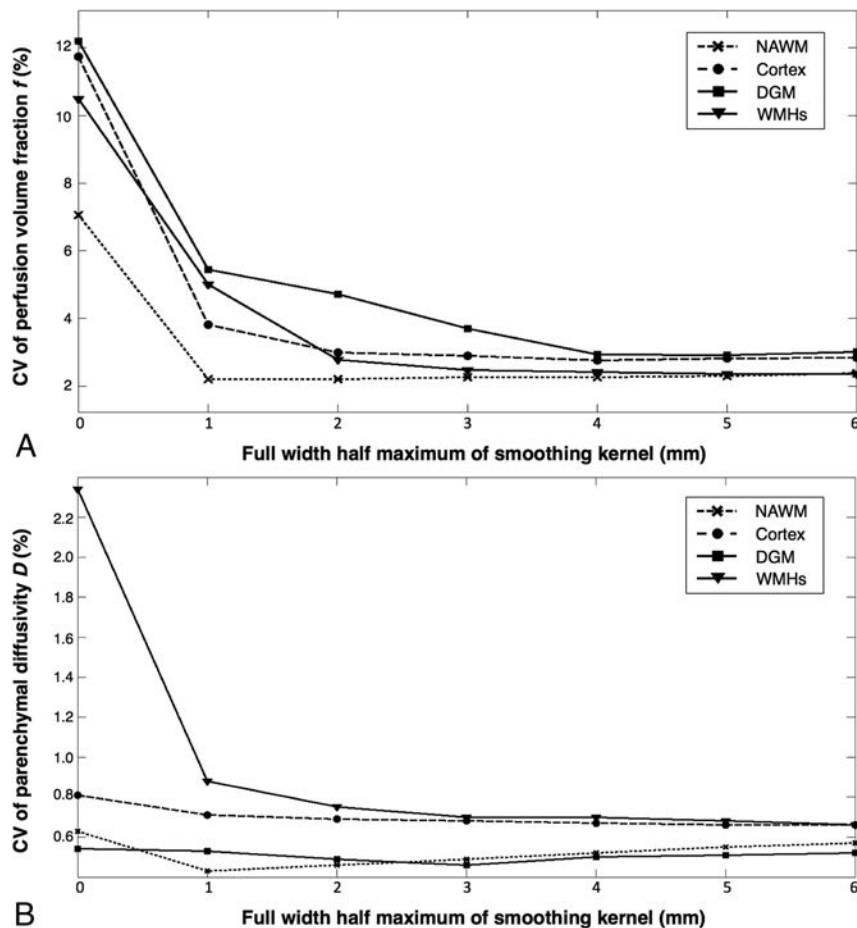 12
10
8
6
4
2
CV of perfusion volume fraction f (%)
NAWM
Cortex
DGM
WMHs
0 1 2 3 4 5 6
Full width half maximum of smoothing kernel (mm)
A
2.2
2.0
1.8
1.6
1.4
1.2
1.0
0.8
0.6
CV of parenchymal diffusivity D (%)
NAWM
Cortex
DGM
WMHs
0 1 2 3 4 5 6
Full width half maximum of smoothing kernel (mm)
B